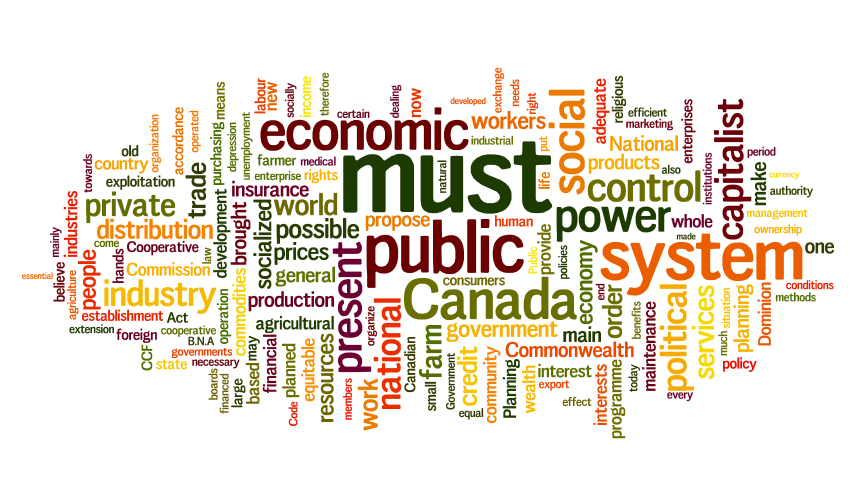 must
system
public
economic
Canada
power
present
capitalist
social
control
industry
national
political
government
private
world
possible
distribution
trade
services
order
economy
farm
work
credit
people
socialized
insurance
prices
general
production
agricultural
financial
resources
equitable
planned
based
may
large
financed
boards
Code
members
organize
Canadian
small
Government
equal
community
Planning
wealth
interest
export
effect
interests
programme
today
maintenance
benefits
every
policy
much
situation
planning
Dominion
conditions
methods
one
ownership
management
authority
currency
make
period
institutions
whole
made
also
products
National
marketing
efficient
religious
adequate
enterprises
workers
put
life
right
needs
exchange
developed
industrial
natural
now
dealing
certain
therefore
income
socially
new
labour
means
Purchasing
depression
unemployment
farmer
medical
enterprise
rights
propose
human
consumers
Public
provide
policies
end
main
Commonwealth
brought
development
commodities
operation
law
Cooperative
Commission
hands
come
establishment
Act
extension
foreign
cooperative
B.N.A
governments
necessary
state
CCF
believe
mainly
agriculture
essential
industries
towards
exploitation
country
old
organization
accordance
operated